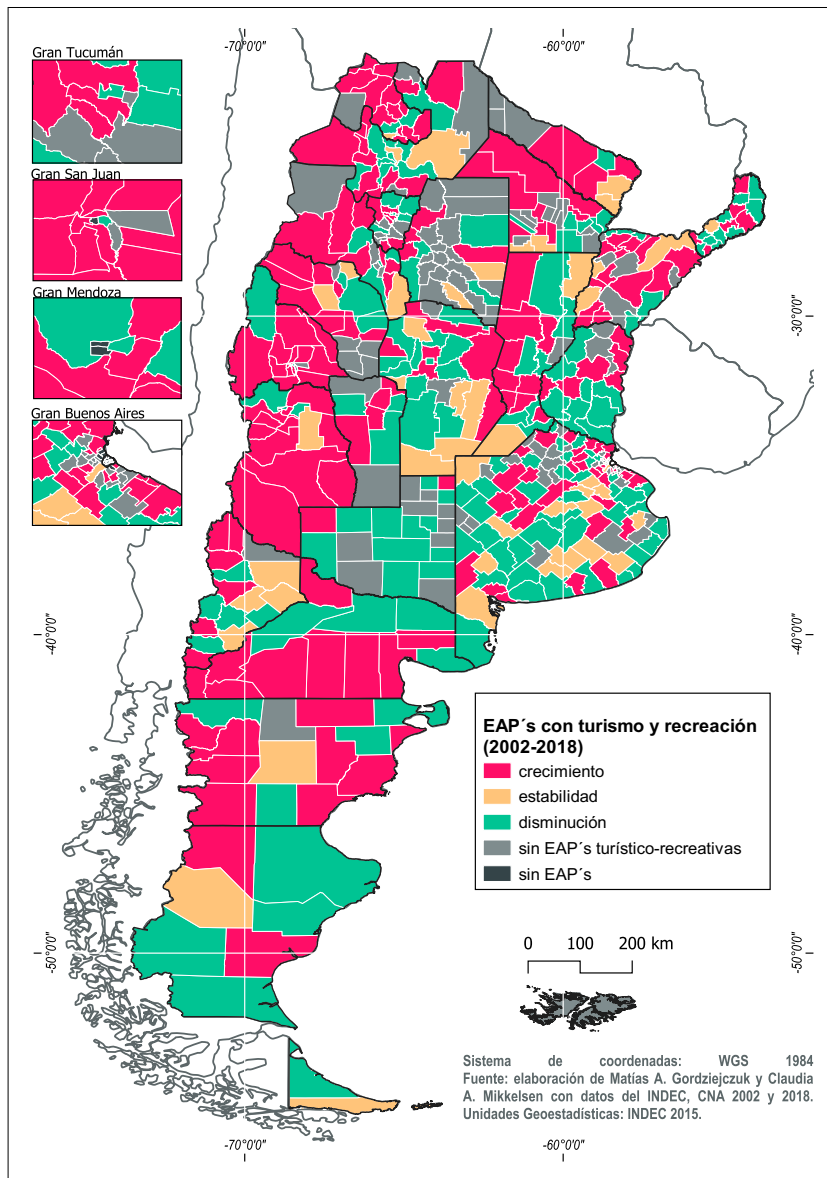 -70°0'0"
-60°0'0"
Gran Tucumán
Gran San Juan
Gran Mendoza
Gran Buenos Aires
-30°0'0"
-30°0'0"
-40°0'0"
-40°0'0"
EAP´s con turismo y recreación
(2002-2018)
crecimiento
estabilidad
disminución
sin EAP´s turístico-recreativas
sin EAP´s
-50°0'0"
-50°0'0"
0 100 200 km
Sistema de coordenadas: WGS 1984
Fuente: elaboración de Matías A. Gordziejczuk y Claudia
A. Mikkelsen con datos del INDEC, CNA 2002 y 2018.
Unidades Geoestadísticas: INDEC 2015.
-70°0'0"
-60°0'0"